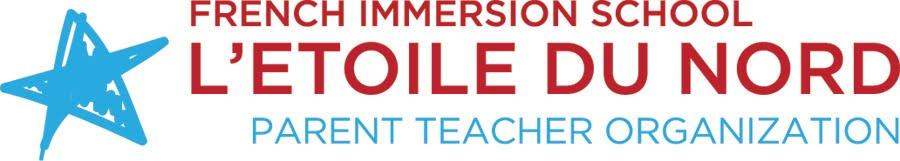 FRENCH IMMERSION SCHOOL
L'ETOILE DU NORD
PARENT TEACHER ORGANIZATION